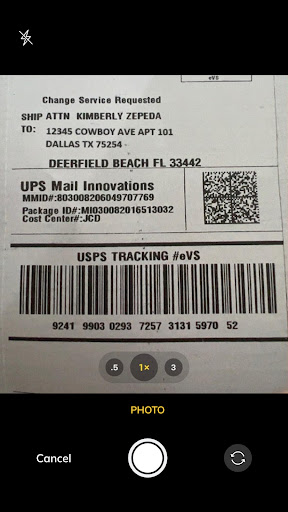 eVS
Change Service Requested
SHIP ATTN KIMBERLY ZEPEDA
TO: 12345 COWBOY AVE APT 101
DALLAS TX 75254
DEERFIELD BEACH FL 33442
UPS Mail Innovations
MMID#:803008206049707769
Package ID#:MI030082016513032
Cost Center#:JCD
USPS TRACKING #eVS
9241 9903 0293 7257 3131 5970 52
.5 1× 3
PHOTO
Cancel